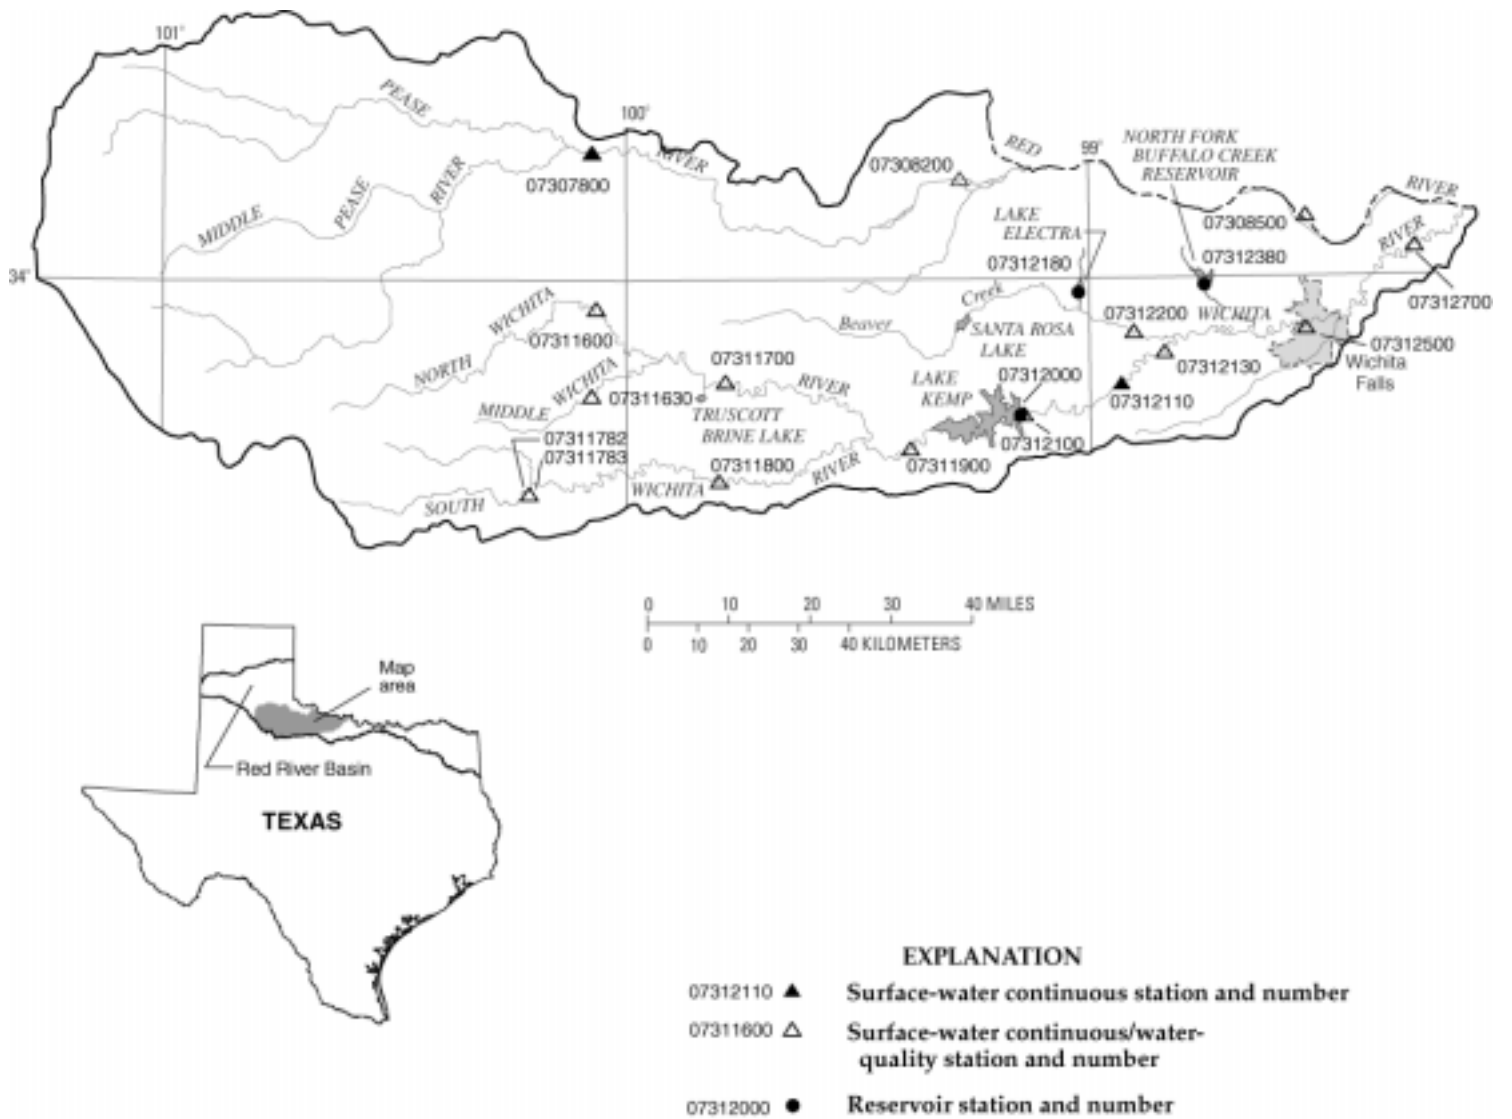 101°
100°
99°
34°
PEASE
RIVER
07307800
MIDDLE
PEASE
RIVER
07308200
RED
NORTH FORK
BUFFALO CREEK
RESERVOIR
RIVER
07308500
RIVER
LAKE
ELECTRA
07312180
07312380
07312700
Creek
Beaver
SANTA ROSA
LAKE
07312200
WICHITA
07312500
Wichita
Falls
07312130
07312110
NORTH
WICHITA
07311600
07311700
RIVER
LAKE
KEMP
07312000
07312100
MIDDLE
WICHITA
07311630
TRUSCOTT
BRINE LAKE
07311782
07311783
07311800
07311900
SOUTH
WICHITA
RIVER
0 10 20 30 40 MILES
0 10 20 30 40 KILOMETERS
Map
area
Red River Basin
TEXAS
EXPLANATION
07312110 Surface-water continuous station and number
07311600 Surface-water continuous/water-
quality station and number
07312000 Reservoir station and number